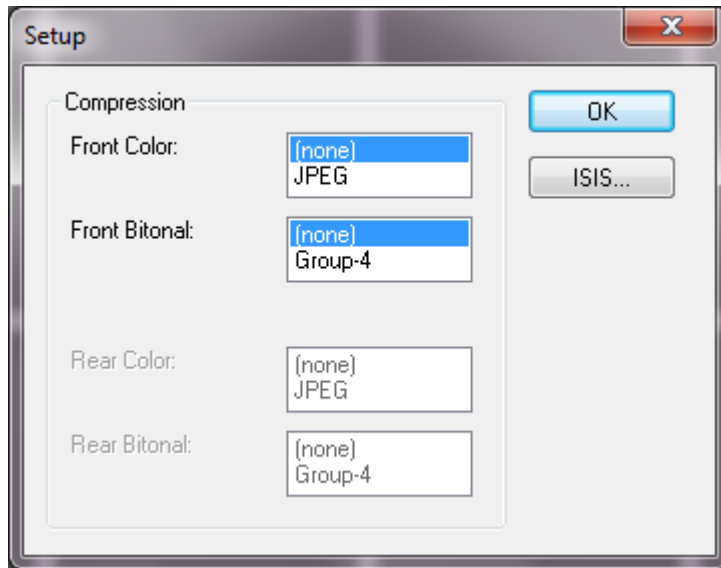 Setup
Compression
OK
Front Color:
(none)
JPEG
ISIS...
Front Bitonal:
(none)
Group-4
Rear Color:
(none)
JPEG
Rear Bitonal:
(none)
Group-4